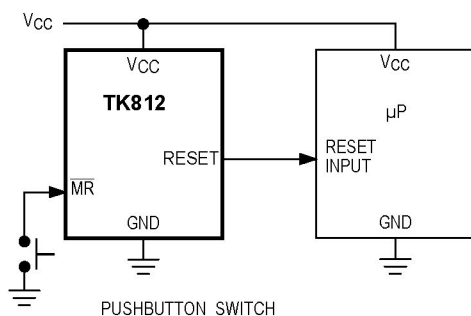 VCC
VCC
TK812
RESET
MR
GND
VCC
µP
RESET
INPUT
GND
PUSHBUTTON SWITCH